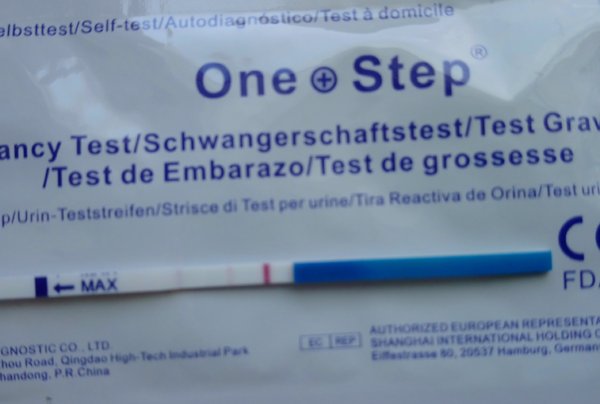 elbsttest/Self-test/Autodiagnóstico/Test à domicile
One Step®
ancy Test/Schwangerschaftstest/Test Grav
/Test de Embarazo/Test de grossesse
p/Urin-Teststreifen/Strisce di Test per urine/Tira Reactiva de Orina/Test uri
← MAX
C
FDA
GNOSTIC CO., LTD.
hou Road, Qingdao High-Tech Industrial Park
handong, P.R.China
EC REP
AUTHORIZED EUROPEAN REPRESENTA
SHANGHAI INTERNATIONAL HOLDING C
Eiffestrasse 80, 20537 Hamburg, German